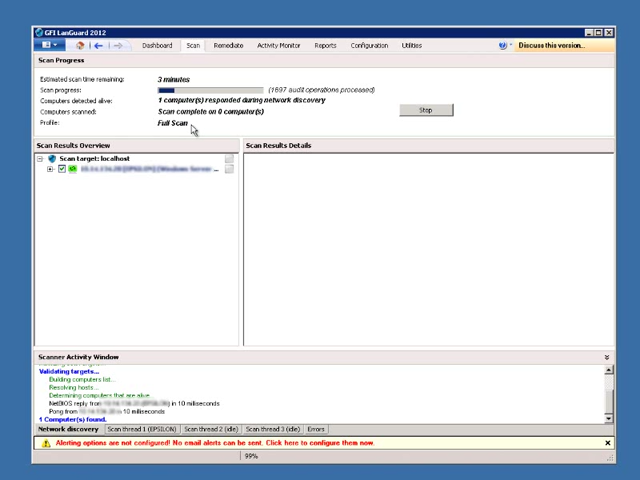 GFI LanGuard 2012
Dashboard Scan Remediate Activity Monitor Reports Configuration Utilities Discuss this version...
Scan Progress
Estimated scan time remaining: 3 minutes
Scan progress: (1697 audit operations processed)
Computers detected alive: 1 computer(s) responded during network discovery
Computers scanned: Scan complete on 0 computer(s)
Stop
Profile: Full Scan
Scan Results Overview Scan Results Details
Scan target: localhost
Scanner Activity Window
Validating targets...
Building computers list...
Resolving hosts...
Determining computers that are alive
NetBIOS reply from in 10 miliseconds
Pong from in 10 miliseconds
1 Computer(s) found.
Network discovery Scan thread 1 (EPSILON) Scan thread 2 (idle) Scan thread 3 (idle) Errors
Alerting options are not configured! No email alerts can be sent. Click here to configure them now.
99%